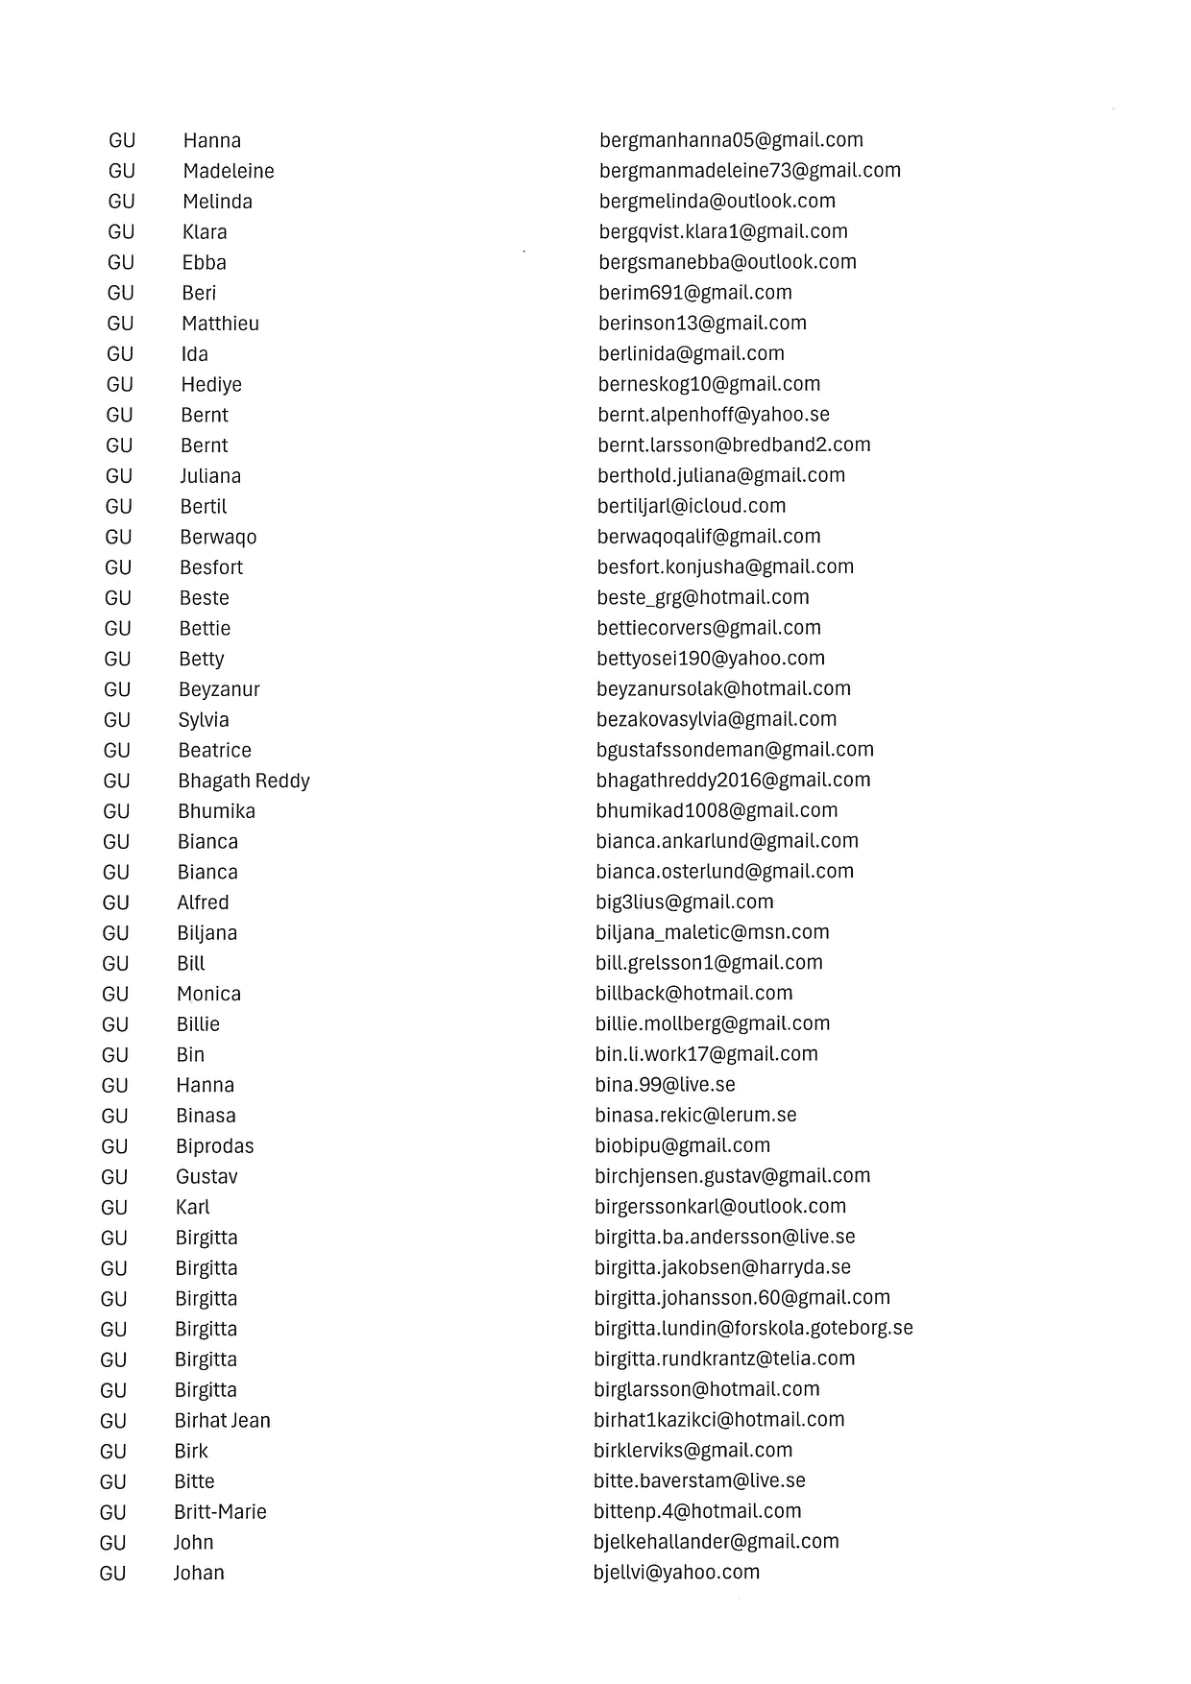 GU Hanna bergmanhanna05@gmail.com
GU Madeleine bergmanmadeleine73@gmail.com
GU Melinda bergmelinda@outlook.com
GU Klara bergqvist.klara1@gmail.com
GU Ebba bergsmanebba@outlook.com
GU Beri berim691@gmail.com
GU Matthieu berinson13@gmail.com
GU Ida berlinida@gmail.com
GU Hediye berneskog10@gmail.com
GU Bernt bernt.alpenhoff@yahoo.se
GU Bernt bernt.larsson@bredband2.com
GU Juliana berthold.juliana@gmail.com
GU Bertil bertiljarl@icloud.com
GU Berwaqo berwaqoqalif@gmail.com
GU Besfort besfort.konjusha@gmail.com
GU Beste beste_grg@hotmail.com
GU Bettie bettiecorvers@gmail.com
GU Betty bettyosei190@yahoo.com
GU Beyzanur beyzanursolak@hotmail.com
GU Sylvia bezakovasylvia@gmail.com
GU Beatrice bgustafssondeman@gmail.com
GU Bhagath Reddy bhagathreddy2016@gmail.com
GU Bhumika bhumikad1008@gmail.com
GU Bianca bianca.ankarlund@gmail.com
GU Bianca bianca.osterlund@gmail.com
GU Alfred big3lius@gmail.com
GU Biljana biljana_maletic@msn.com
GU Bill bill.grelsson1@gmail.com
GU Monica billback@hotmail.com
GU Billie billie.mollberg@gmail.com
GU Bin bin.li.work17@gmail.com
GU Hanna bina.99@live.se
GU Binasa binasa.rekic@lerum.se
GU Biprodas biobipu@gmail.com
GU Gustav birchjensen.gustav@gmail.com
GU Karl birgerssonkarl@outlook.com
GU Birgitta birgitta.ba.andersson@live.se
GU Birgitta birgitta.jakobsen@harryda.se
GU Birgitta birgitta.johansson.60@gmail.com
GU Birgitta birgitta.lundin@forskola.goteborg.se
GU Birgitta birgitta.rundkrantz@telia.com
GU Birgitta birglarsson@hotmail.com
GU Birhat Jean birhat1kazikci@hotmail.com
GU Birk birklerviks@gmail.com
GU Bitte bitte.baverstam@live.se
GU Britt-Marie bittenp.4@hotmail.com
GU John bjelkehallander@gmail.com
GU Johan bjellvi@yahoo.com